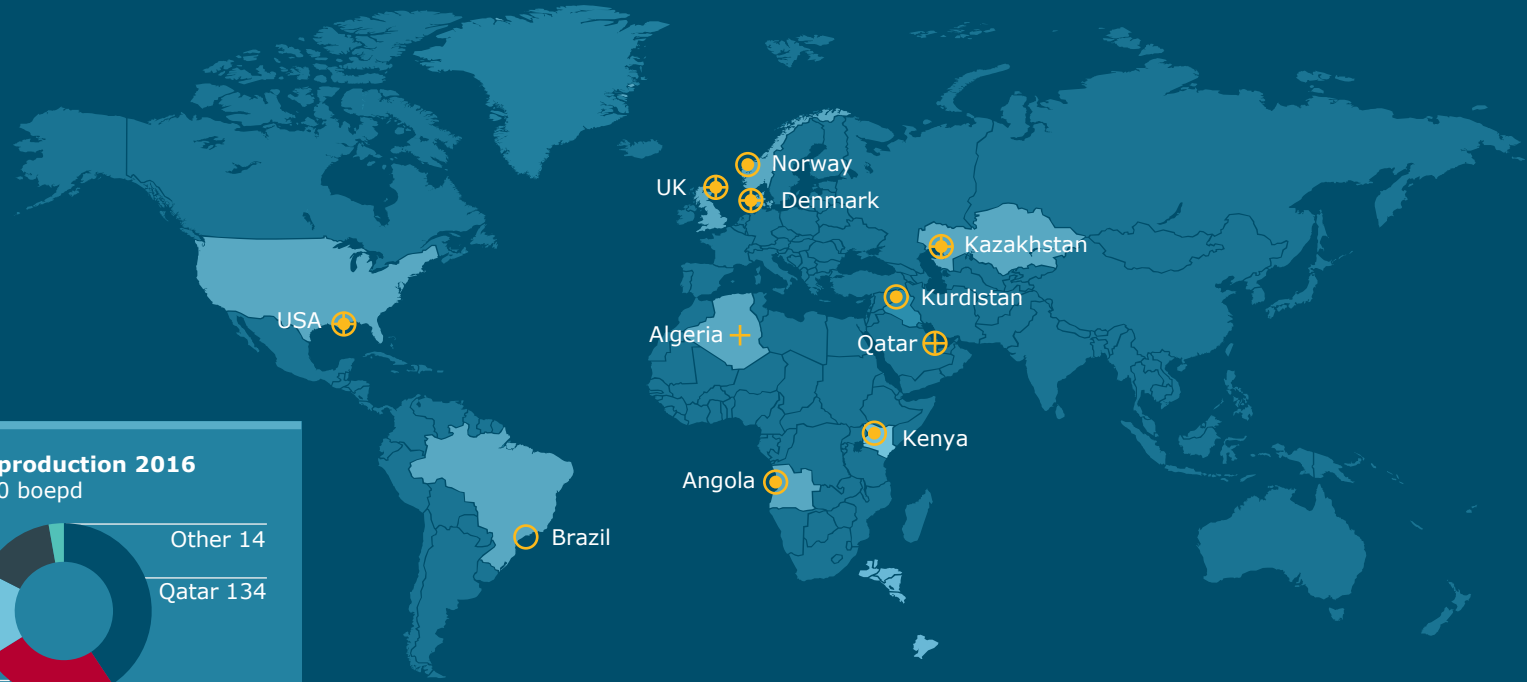 Norway
UK
Denmark
Kazakhstan
Kurdistan
USA
Algeria
Qatar
Kenya
Angola
Brazil
production 2016
boepd
Other 14
Qatar 134